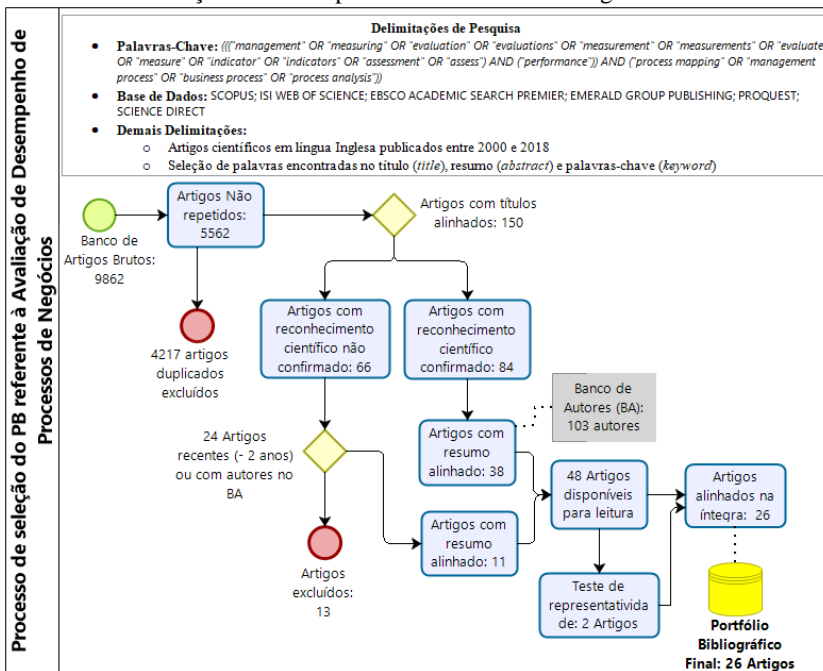 Processo de seleção do PB referente à Avaliação de Desempenho de
Processos de Negócios
Delimitações de Pesquisa
• Palavras-Chave: ((("management" OR "measuring" OR "evaluation" OR "evaluations" OR "measurement" OR "measurements" OR "evaluate
OR "measure" OR "indicator" OR "indicators" OR "assessment" OR "assess") AND ("performance")) AND ("process mapping" OR "management
process" OR "business process" OR "process analysis"))
• Base de Dados: SCOPUS; ISI WEB OF SCIENCE; EBSCO ACADEMIC SEARCH PREMIER; EMERALD GROUP PUBLISHING; PROQUEST;
SCIENCE DIRECT
• Demais Delimitações:
o Artigos científicos em língua Inglesa publicados entre 2000 e 2018
o Seleção de palavras encontradas no título (title), resumo (abstract) e palavras-chave (keyword)
Banco de
Artigos Brutos:
9862
Artigos Não
repetidos:
5562
Artigos com títulos
alinhados: 150
4217 artigos
duplicados
excluídos
Artigos com
reconhecimento
científico não
confirmado: 66
Artigos com
reconhecimento
científico
confirmado: 84
Banco de
Autores (BA):
103 autores
24 Artigos
recentes (- 2 anos)
ou com autores no
BA
Artigos com
resumo
alinhado: 38
48 Artigos
disponíveis
para leitura
Artigos
alinhados na
íntegra: 26
Artigos com
resumo
alinhado: 11
Artigos
excluídos:
13
Teste de
representativida
de: 2 Artigos
Portfólio
Bibliográfico
Final: 26 Artigos